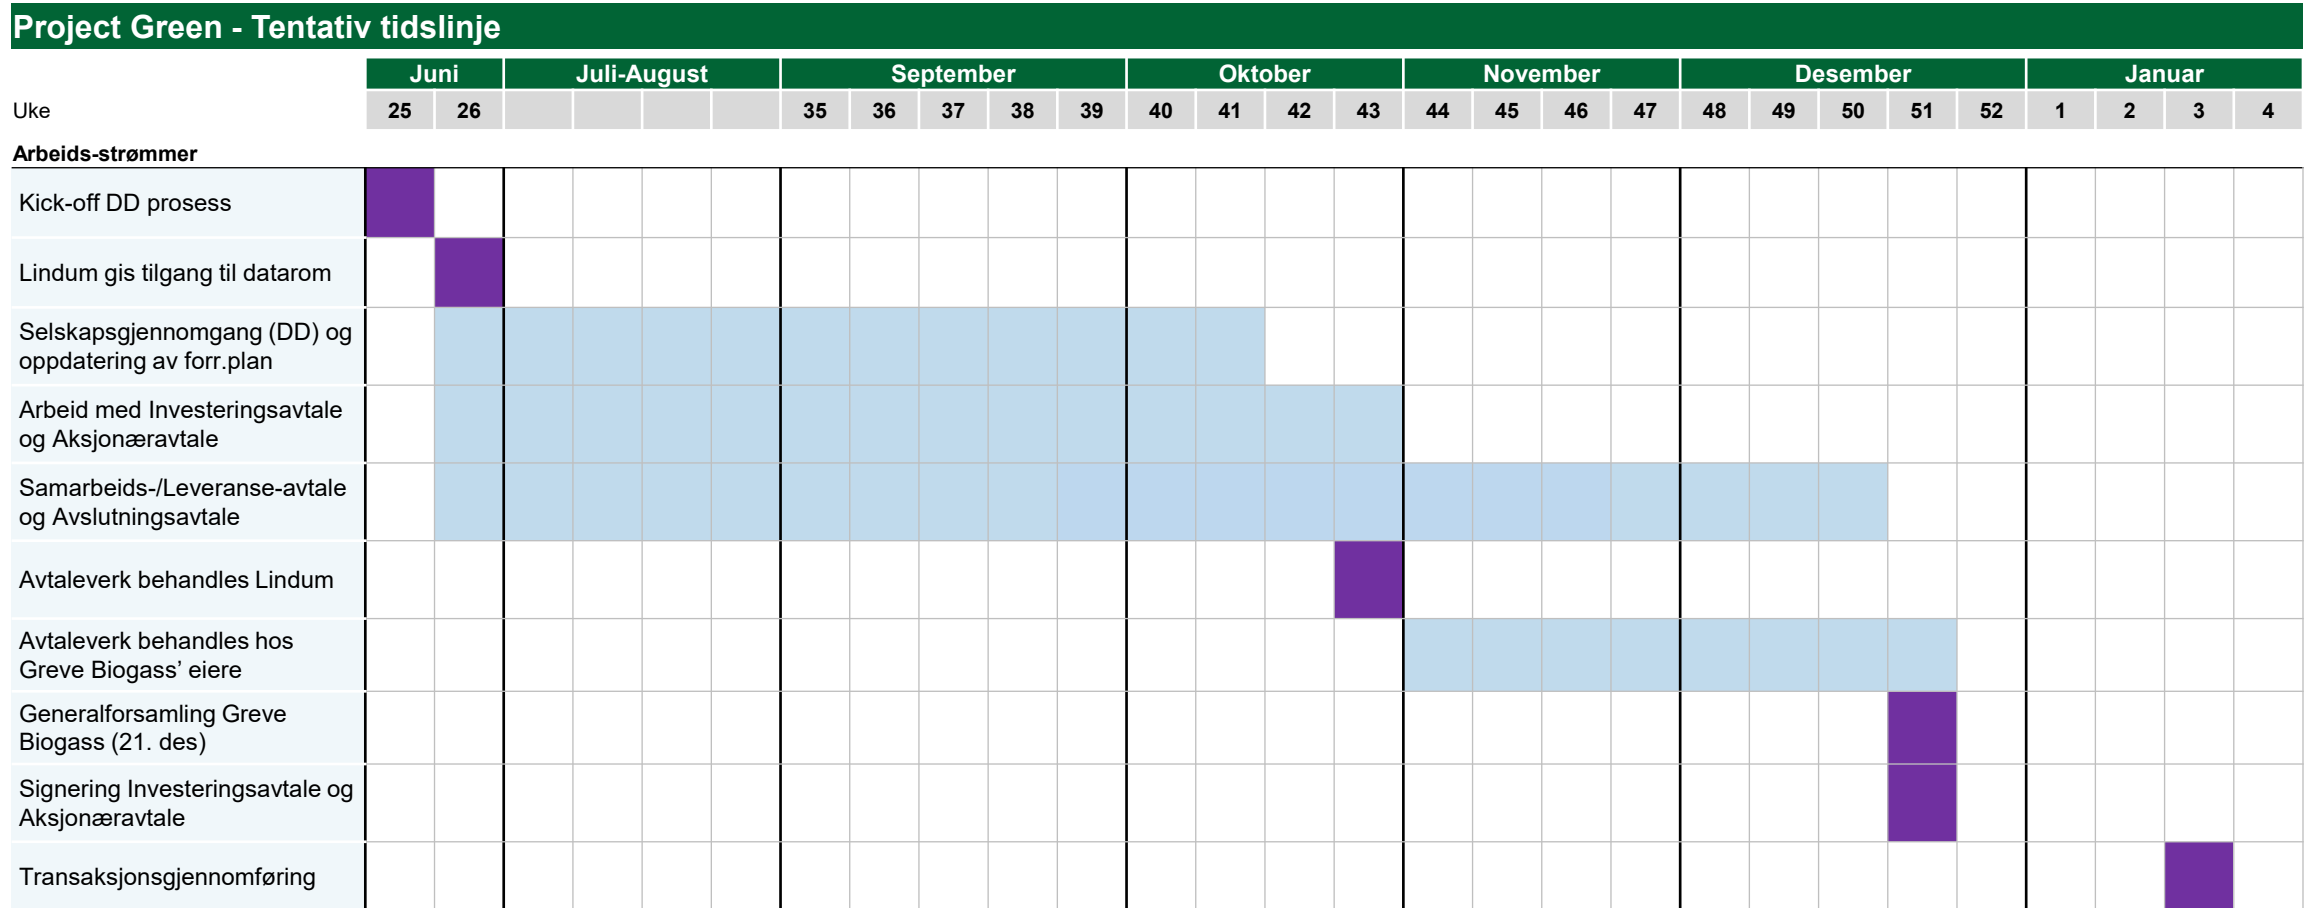 Project Green - Tentativ tidslinje
Juni Juli-August September Oktober November Desember Januar
Uke 25 26 35 36 37 38 39 40 41 42 43 44 45 46 47 48 49 50 51 52 1 2 3 4
Arbeids-strømmer
Kick-off DD prosess
Lindum gis tilgang til datarom
Selskapsgjennomgang (DD) og
oppdatering av forr.plan
Arbeid med Investeringsavtale
og Aksjonæravtale
Samarbeids-/Leveranse-avtale
og Avslutningsavtale
Avtaleverk behandles Lindum
Avtaleverk behandles hos
Greve Biogass’ eiere
Generalforsamling Greve
Biogass (21. des)
Signering Investeringsavtale og
Aksjonæravtale
Transaksjonsgjennomføring